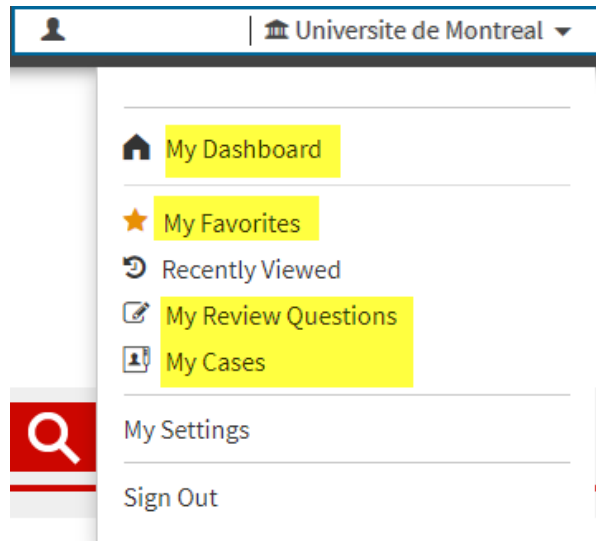 Universite de Montreal
My Dashboard
My Favorites
Recently Viewed
My Review Questions
My Cases
My Settings
Sign Out